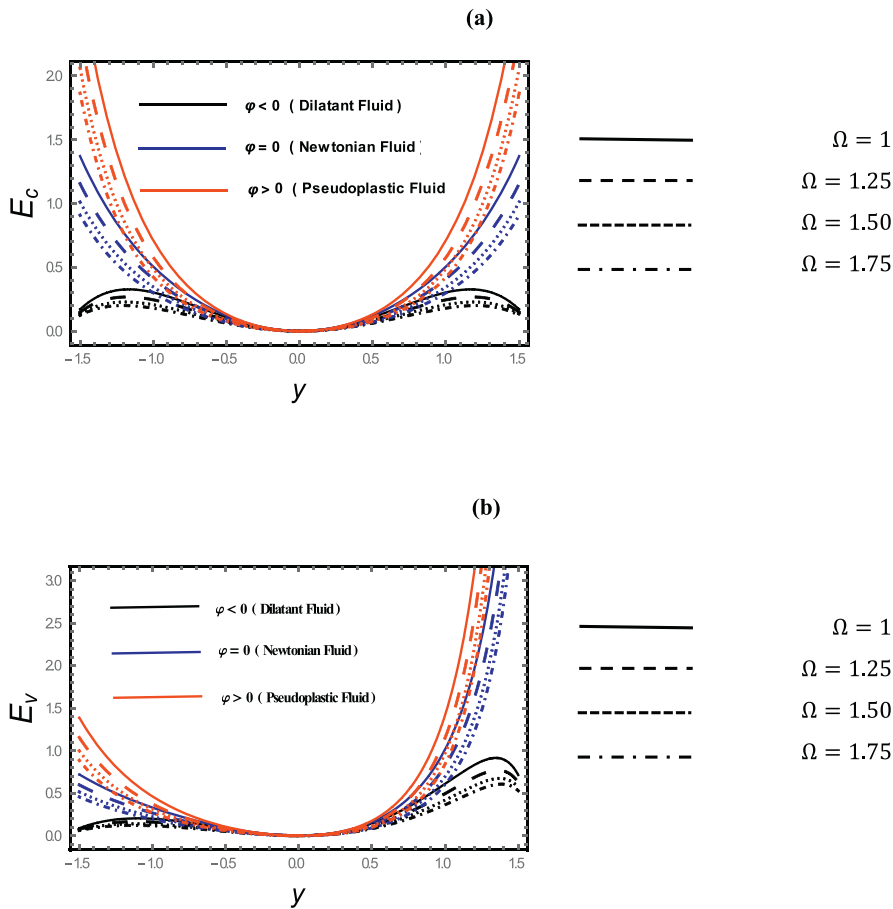 (a)
E_c
2.0
1.5
1.0
0.5
0.0
φ < 0 ( Dilatant Fluid )
φ = 0 ( Newtonian Fluid )
φ > 0 ( Pseudoplastic Fluid
−1.5 −1.0 −0.5 0.0 0.5 1.0 1.5
y
Ω = 1
Ω = 1.25
Ω = 1.50
Ω = 1.75
(b)
E_v
3.0
2.5
2.0
1.5
1.0
0.5
0.0
φ < 0 ( Dilatant Fluid )
φ = 0 ( Newtonian Fluid )
φ > 0 ( Pseudoplastic Fluid )
−1.5 −1.0 −0.5 0.0 0.5 1.0 1.5
y
Ω = 1
Ω = 1.25
Ω = 1.50
Ω = 1.75